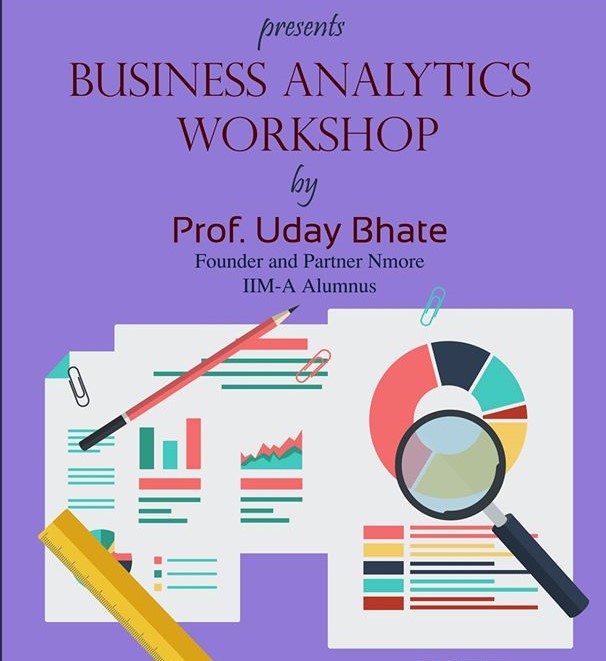 presents
BUSINESS ANALYTICS
WORKSHOP
by
Prof. Uday Bhate
Founder and Partner Nmore
IIM-A Alumnus